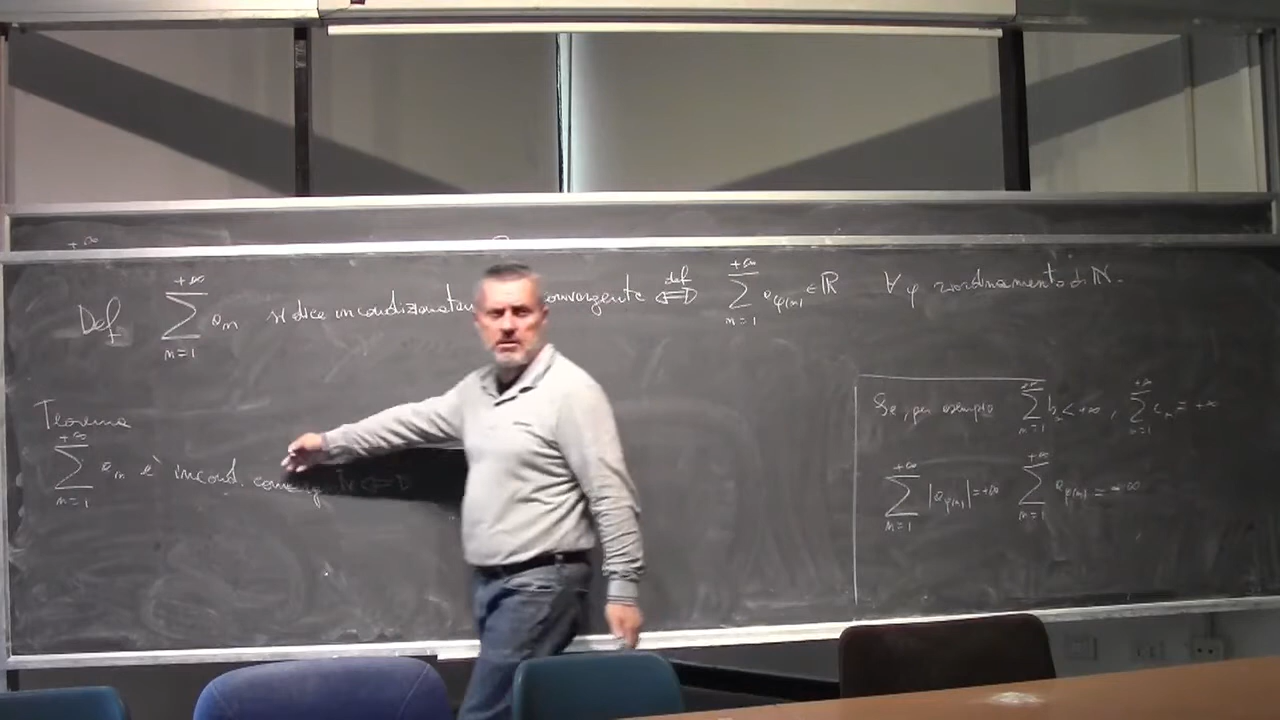 Def \sum_{n=1}^{+\infty} a_n si dice incondizionatam convergente \overset{def}{\Longleftrightarrow} \sum_{n=1}^{+\infty} a_{\varphi(n)} \in \mathbb{R} \forall \varphi riordinamento di \mathbb{N}.
Teorema
\sum_{n=1}^{+\infty} a_n è incond. converg te \Longleftrightarrow
Se, per esempio \sum_{n=1}^{+\infty} b_n < +\infty, \sum_{n=1}^{+\infty} c_n = +\infty
\sum_{n=1}^{+\infty} |a_{\varphi(n)}| = +\infty \sum_{n=1}^{+\infty} a_{\varphi(n)} = -\infty